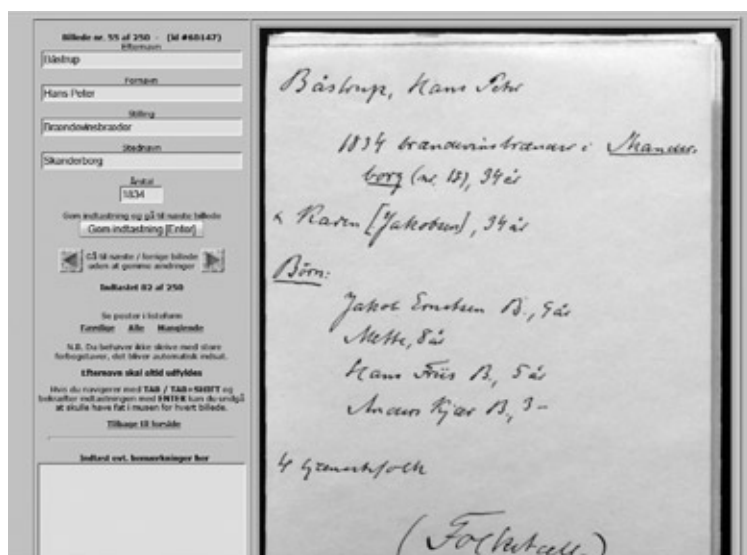 Billede nr. 55 af 250 - (Id #60147)
Efternavn
Båstrup
Fornavn
Hans Peter
Stilling
Brændevinsbrænder
Stednavn
Skanderborg
Årstal
1834
Gem indtastning og gå til næste billede
Gem indtastning [Enter]
Gå til næste / forrige billede
uden at gemme ændringer
Indtastet 82 af 250
Se poster i listeform
Færdige Alle Manglende
N.B. Du behøver ikke skrive med store
forbogstaver, det bliver automatisk indsat.
Efternavn skal altid udfyldes
Hvis du navigerer med TAB / TAB+SHIFT og
bekræfter indtastningen med ENTER kan du undgå
at skulle have fat i musen for hvert billede.
Tilbage til forside
Indtast evt. bemærkninger her
Båstrup, Hans Peter
1834 brændevinsbrænder i Skander-
borg (nr. 13), 34 år
& Karen [Jakobsen], 34 år
Børn:
Jakob Ernstsen B., 9 år
Mette, 8 år
Hans Friis B., 5 år
Anders Kjær B., 3 -
4 tjenestefolk
(Folketæll.)